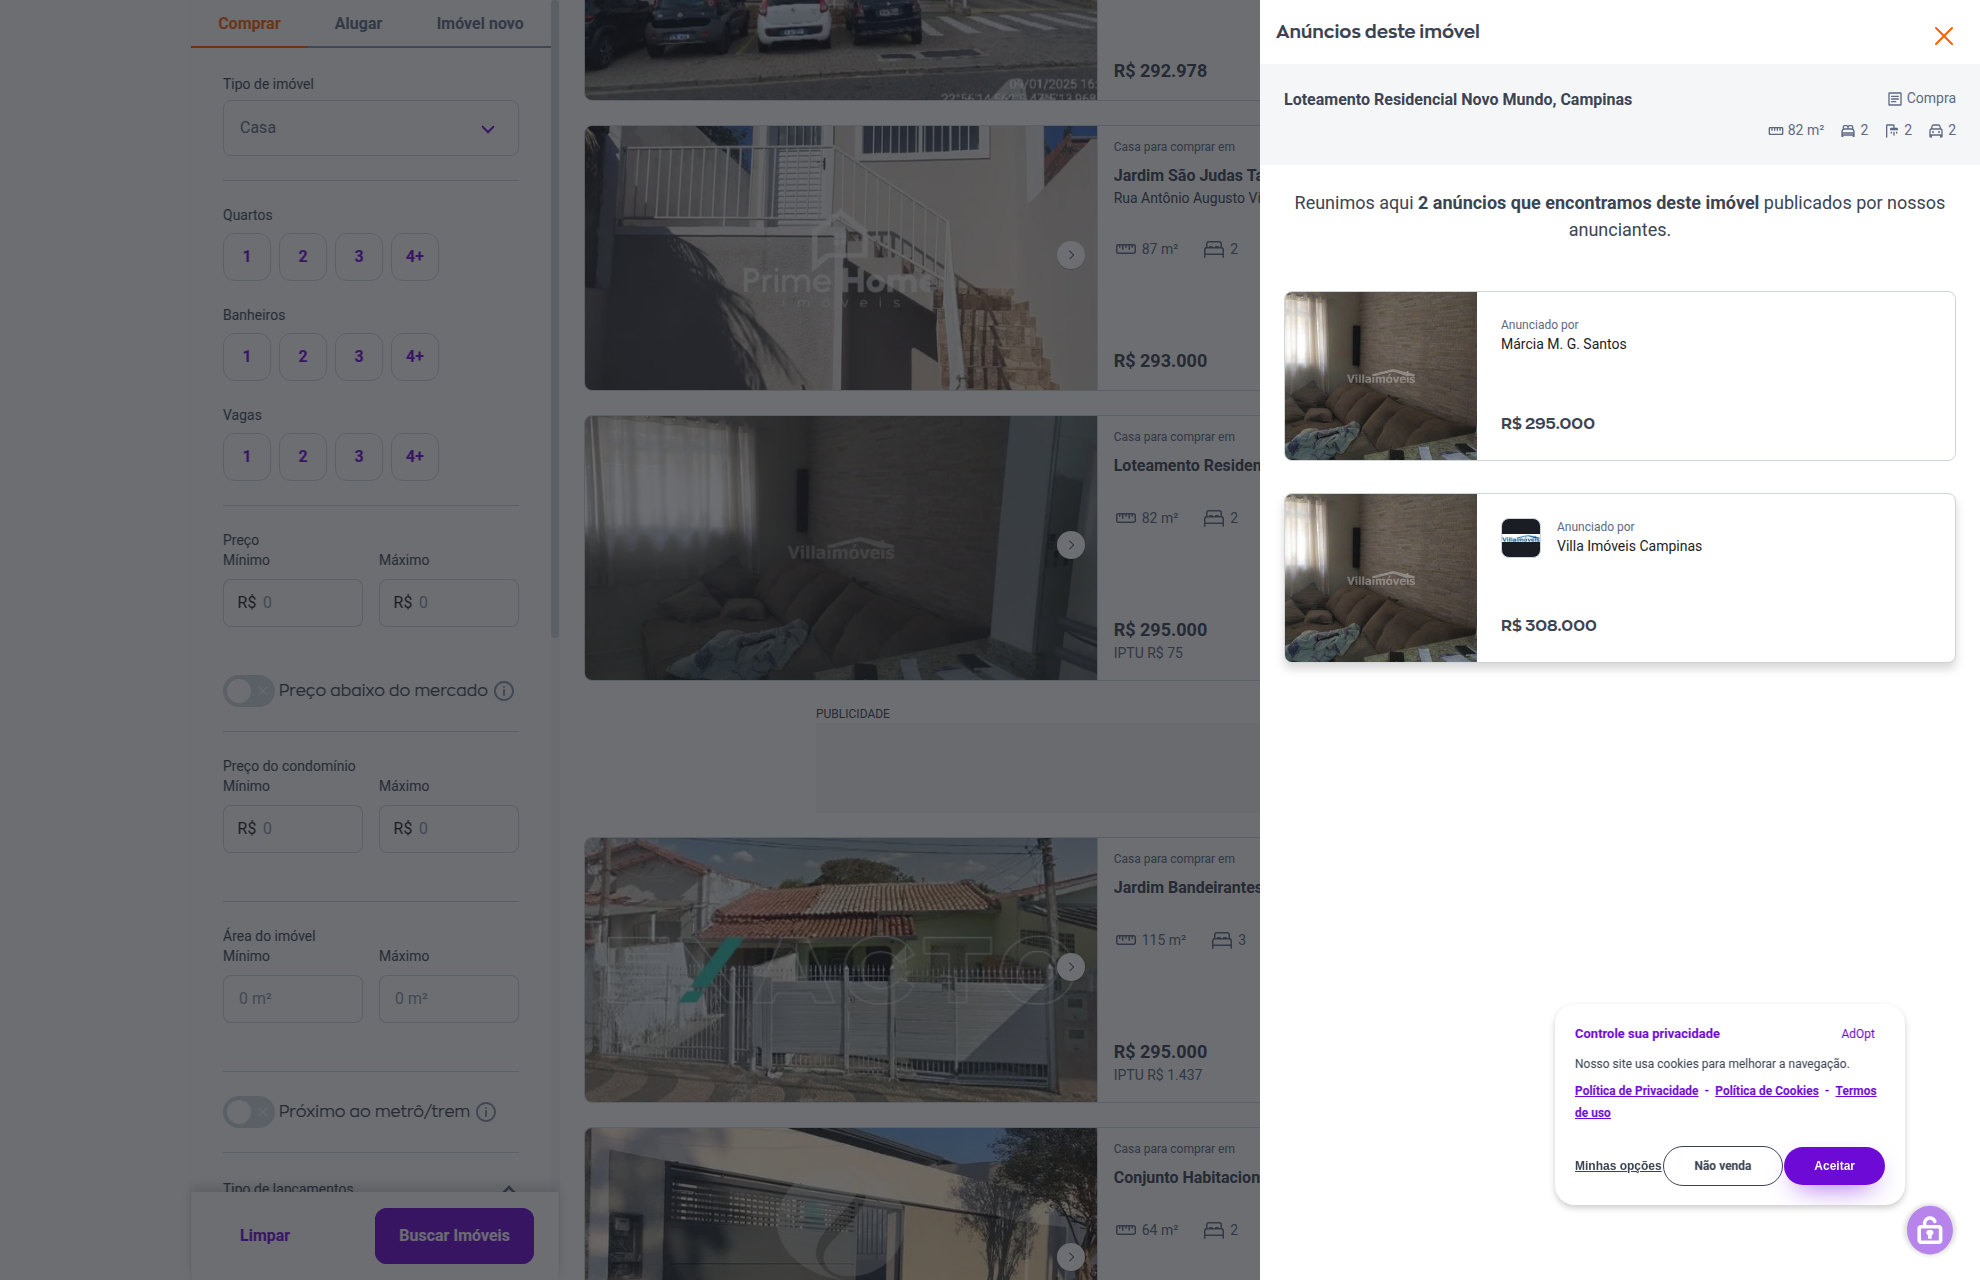 Comprar
Alugar
Imóvel novo
Tipo de imóvel
Casa
Quartos
1
2
3
4+
Banheiros
1
2
3
4+
Vagas
1
2
3
4+
Preço
Mínimo
Máximo
R$ 0
R$ 0
Preço abaixo do mercado
Preço do condomínio
Mínimo
Máximo
R$ 0
R$ 0
Área do imóvel
Mínimo
Máximo
0 m²
0 m²
Próximo ao metrô/trem
Tipo de lançamentos
Limpar
Buscar Imóveis
R$ 292.978
Casa para comprar em
Jardim São Judas Ta
Rua Antônio Augusto Vi
87 m²
2
Prime Home
imóveis
R$ 293.000
Casa para comprar em
Loteamento Residen
82 m²
2
Villaimóveis
R$ 295.000
IPTU R$ 75
PUBLICIDADE
Casa para comprar em
Jardim Bandeirantes
115 m²
3
R$ 295.000
IPTU R$ 1.437
Casa para comprar em
Conjunto Habitacion
64 m²
2
Anúncios deste imóvel
Loteamento Residencial Novo Mundo, Campinas
Compra
82 m²
2
2
2
Reunimos aqui 2 anúncios que encontramos deste imóvel publicados por nossos
anunciantes.
Villaimóveis
Anunciado por
Márcia M. G. Santos
R$ 295.000
Villaimóveis
Villaimóveis
Anunciado por
Villa Imóveis Campinas
R$ 308.000
Controle sua privacidade
AdOpt
Nosso site usa cookies para melhorar a navegação.
Política de Privacidade - Política de Cookies - Termos
de uso
Minhas opções
Não venda
Aceitar